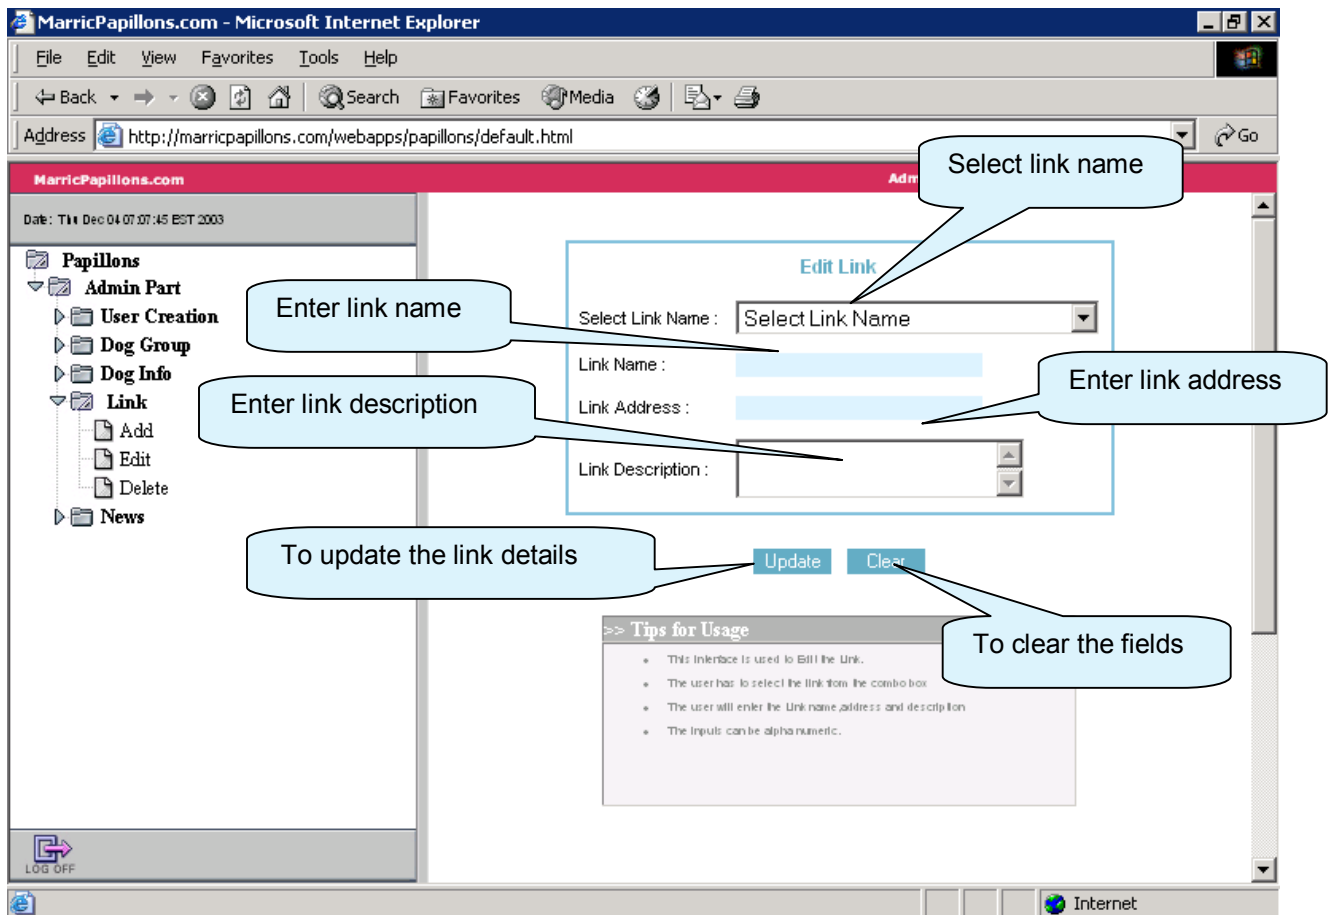 MarricPapillons.com - Microsoft Internet Explorer
File Edit View Favorites Tools Help
Back Search Favorites Media
Address http://marricpapillons.com/webapps/papillons/default.html Go
Select link name
MarricPapillons.com Adm
Date : Thu Dec 04 07:07:45 EST 2003
Papillons
Admin Part
User Creation
Dog Group
Dog Info
Link
Add
Edit
Delete
News
LOG OFF
Edit Link
Enter link name
Select Link Name : Select Link Name
Link Name :
Enter link address
Enter link description
Link Address :
Link Description :
To update the link details
Update Clear
To clear the fields
>> Tips for Usage
This Interface is used to Edit the Link.
The user has to select the link from the combo box
The user will enter the Link name,address and description
The Inputs can be alpha numeric.
Internet